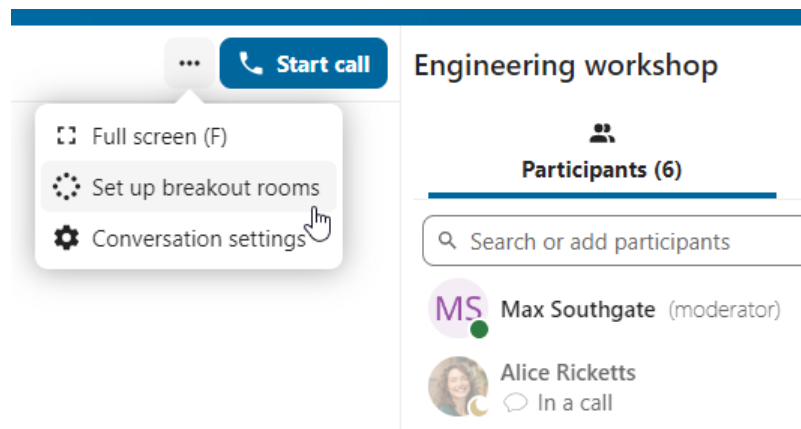 Start call
Full screen (F)
Set up breakout rooms
Conversation settings
Engineering workshop
Participants (6)
Search or add participants
MS Max Southgate (moderator)
Alice Ricketts
In a call